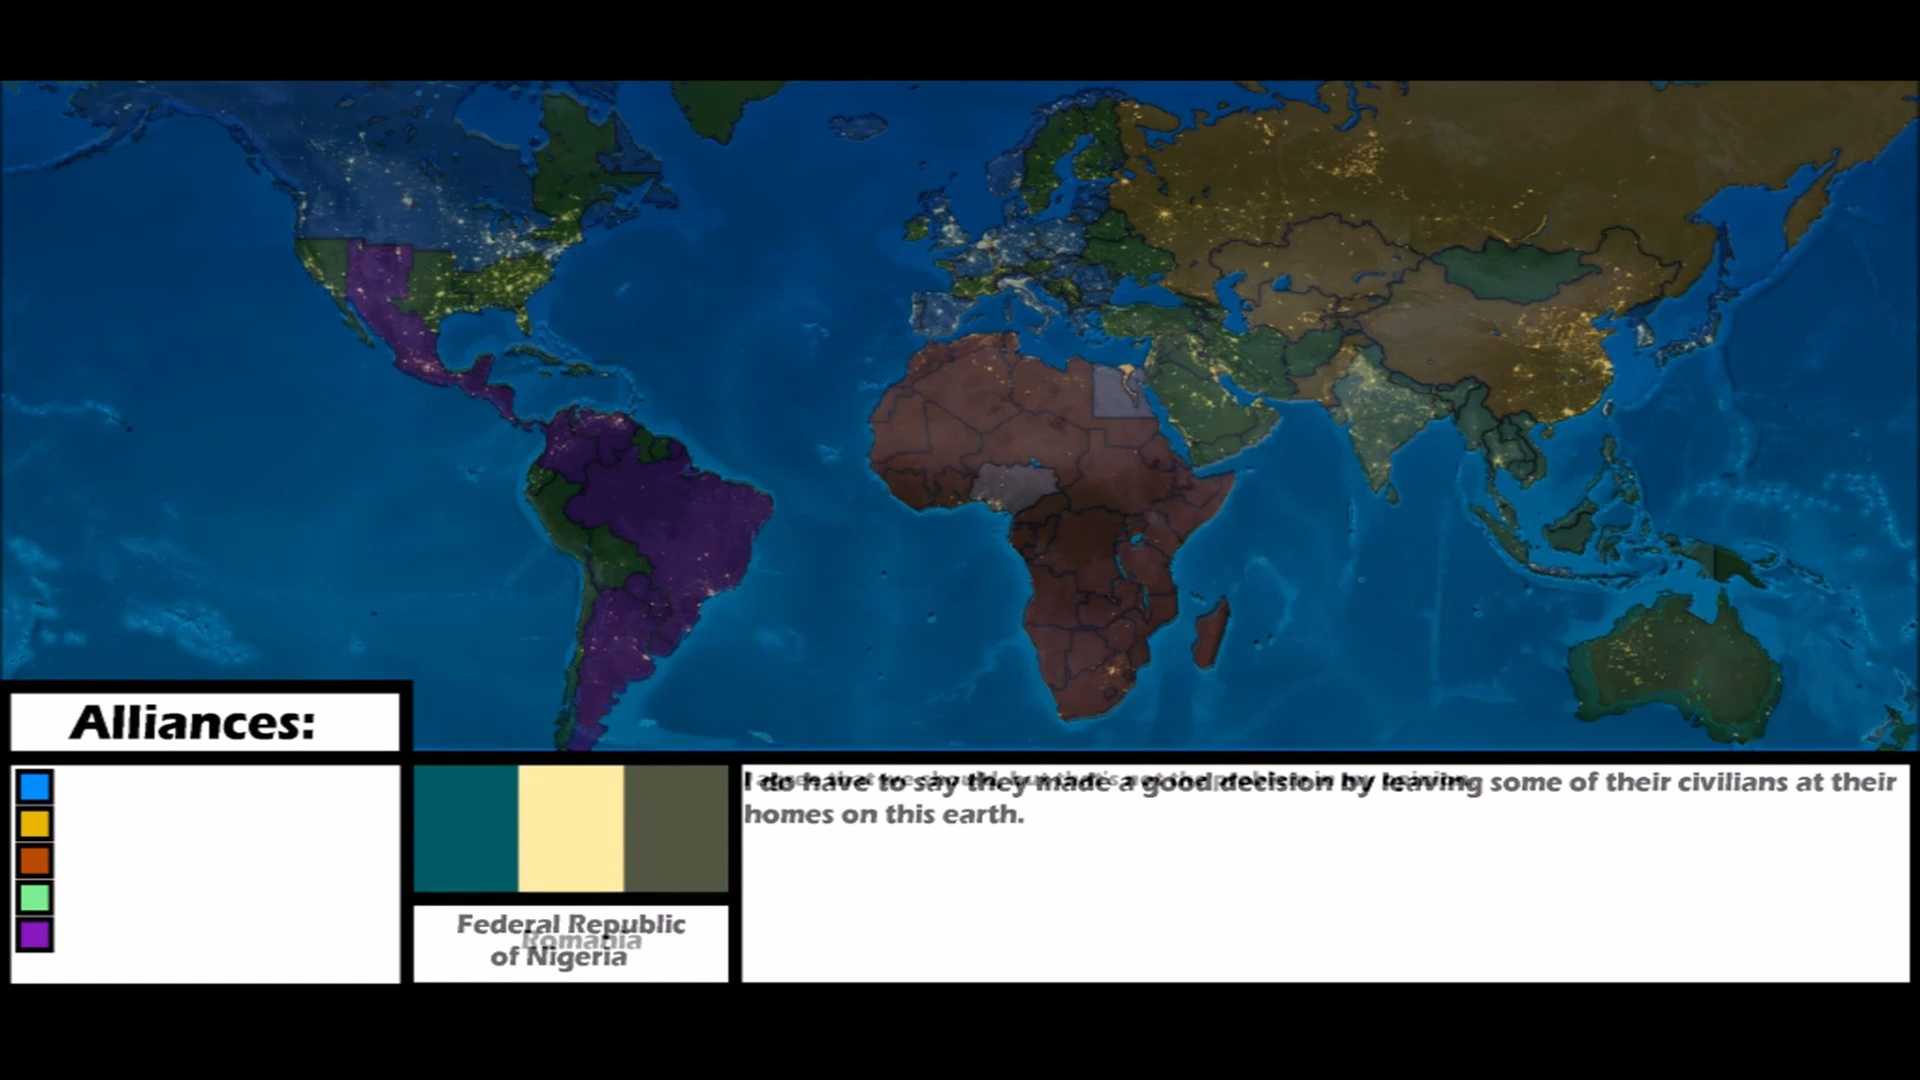 Alliances:
Federal Republic
Romania
of Nigeria
I do have to say they made a good decision by leaving some of their civilians at their
homes on this earth.